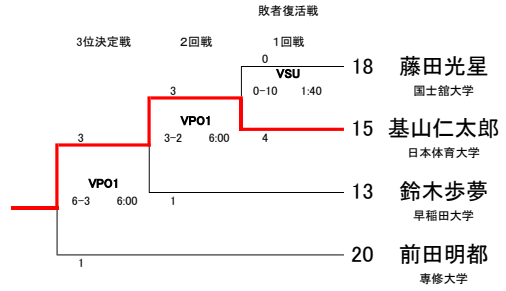 敗者復活戦
3位決定戦 2回戦 1回戦
0
VSU
0-10 1:40
18 藤田光星
国士舘大学
3
VPO1
3-2 6:00
4
15 基山仁太郎
日本体育大学
3
VPO1
6-3 6:00
1
13 鈴木歩夢
早稲田大学
1
20 前田明都
専修大学